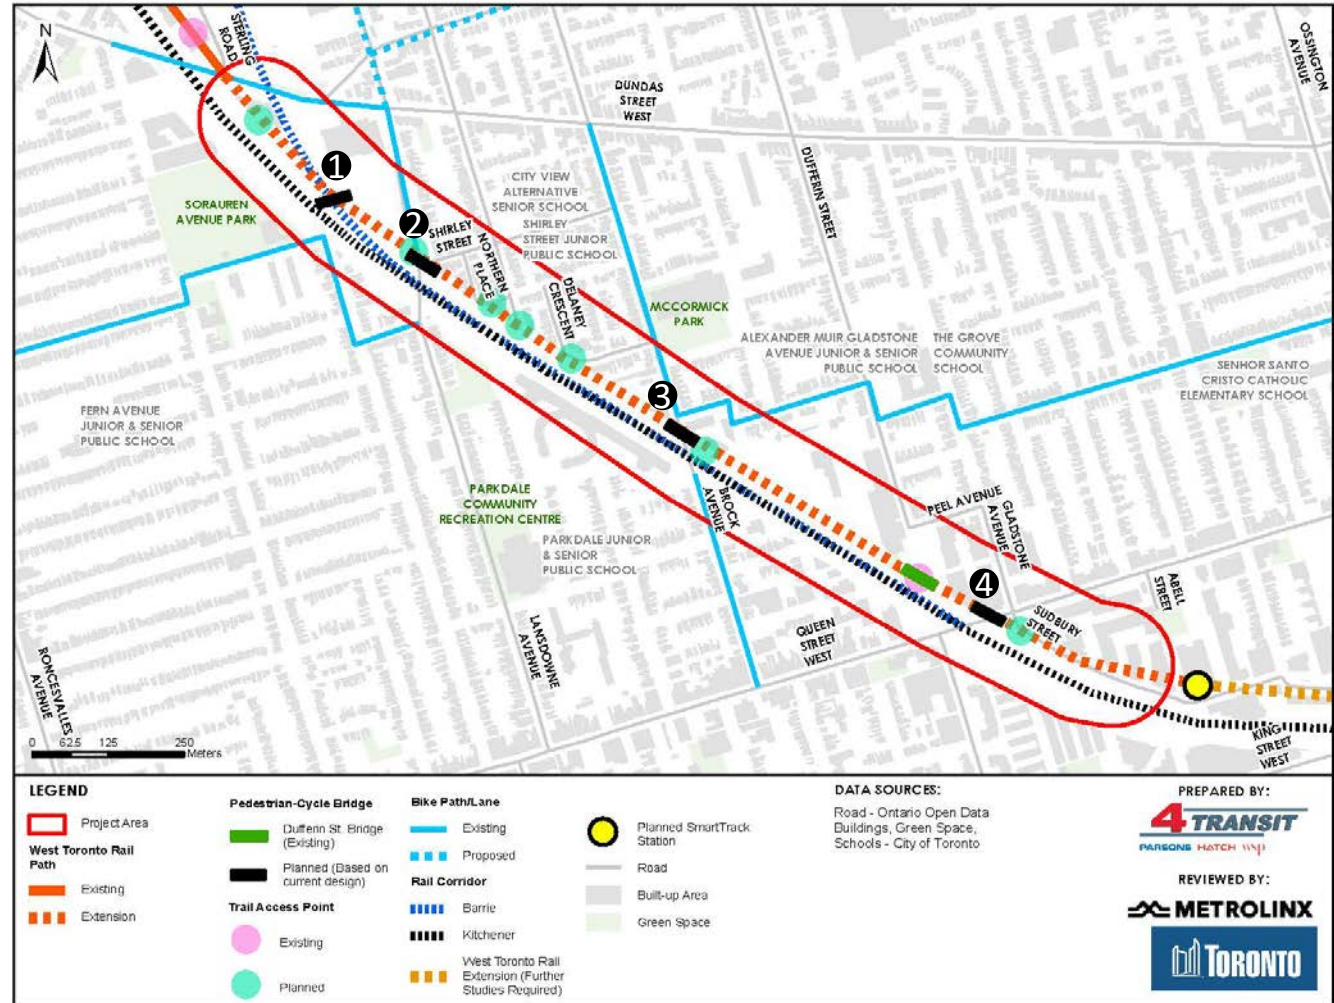 N
STERLING
ROAD
OSSINGTON
AVENUE
DUNDAS
STREET
WEST
DUFFERIN STREET
1
CITY VIEW
ALTERNATIVE
SENIOR SCHOOL
SORAUREN
AVENUE PARK
2
SHIRLEY
STREET
SHIRLEY
STREET JUNIOR
PUBLIC SCHOOL
NORTHERN
PLACE
DELANEY
CRESCENT
MCCORMICK
PARK
ALEXANDER MUIR GLADSTONE
AVENUE JUNIOR & SENIOR
PUBLIC SCHOOL
THE GROVE
COMMUNITY
SCHOOL
SENHOR SANTO
CRISTO CATHOLIC
ELEMENTARY SCHOOL
3
FERN AVENUE
JUNIOR & SENIOR
PUBLIC SCHOOL
PARKDALE
COMMUNITY
RECREATION CENTRE
BROCK
AVENUE
PEEL AVENUE
GLADSTONE
AVENUE
PARKDALE JUNIOR
& SENIOR
PUBLIC SCHOOL
4
ABELL
STREET
SUDBURY
STREET
QUEEN
STREET
WEST
LANSDOWNE
AVENUE
RONCESVALLES
AVENUE
KING
STREET
WEST
0 62.5 125 250
Meters
LEGEND
Project Area
West Toronto Rail
Path
Existing
Extension
Pedestrian-Cycle Bridge
Dufferin St. Bridge
(Existing)
Planned (Based on
current design)
Trail Access Point
Existing
Planned
Bike Path/Lane
Existing
Proposed
Rail Corridor
Barrie
Kitchener
West Toronto Rail
Extension (Further
Studies Required)
Planned SmartTrack
Station
Road
Built-up Area
Green Space
DATA SOURCES:
Road - Ontario Open Data
Buildings, Green Space,
Schools - City of Toronto
PREPARED BY:
4TRANSIT
PARSONS HATCH wsp
REVIEWED BY:
METROLINX
TORONTO